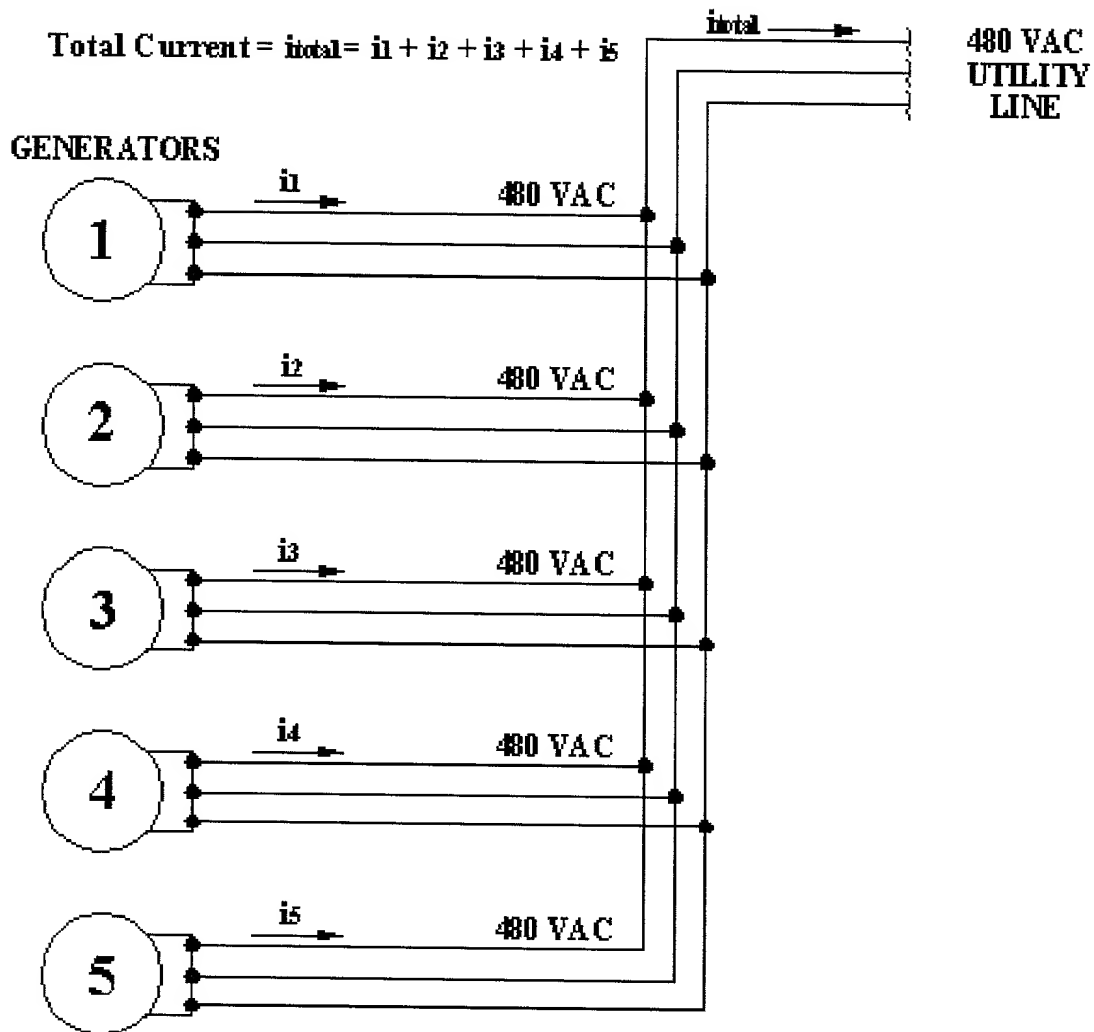 itotal
Total Current = itotal = i1 + i2 + i3 + i4 + i5
480 VAC
UTILITY
LINE
GENERATORS
i1
480 VAC
1
i2
480 VAC
2
i3
480 VAC
3
i4
480 VAC
4
i5
480 VAC
5